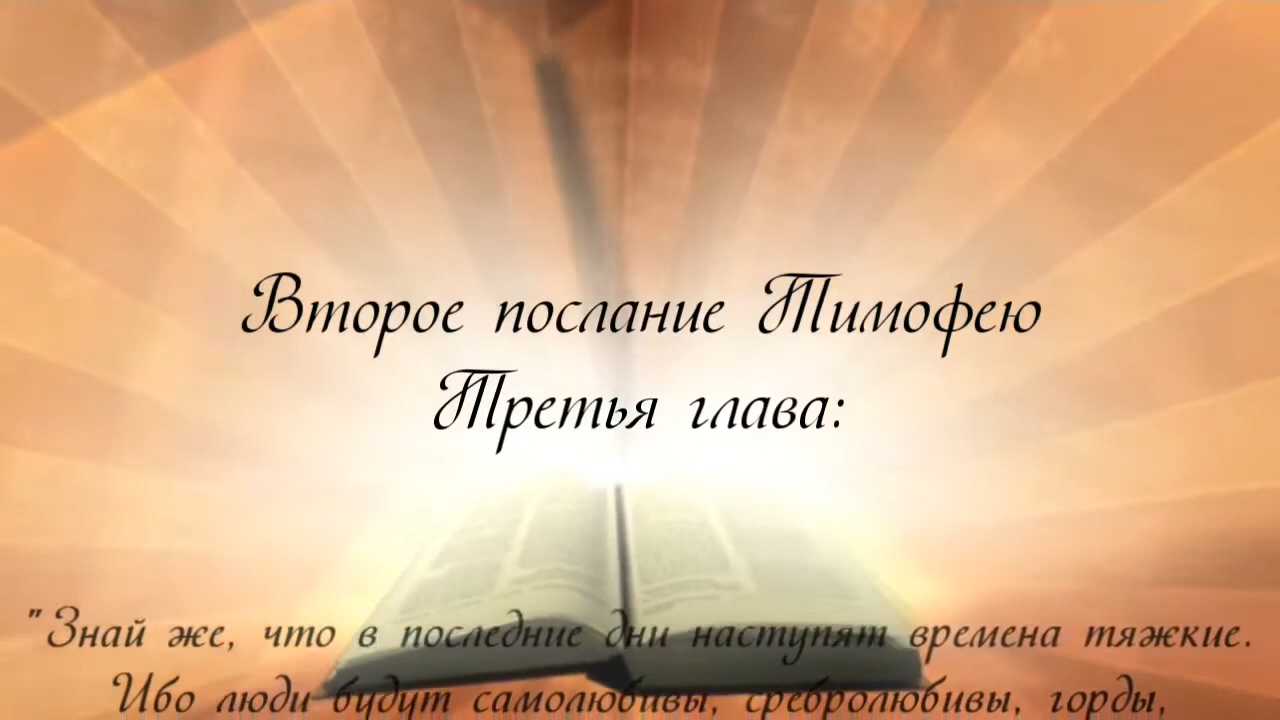 Второе послание Тимофею
Третья глава:
"Знай же, что в последние дни наступят времена тяжкие.
Ибо люди будут самолюбивы, сребролюбивы, горды,